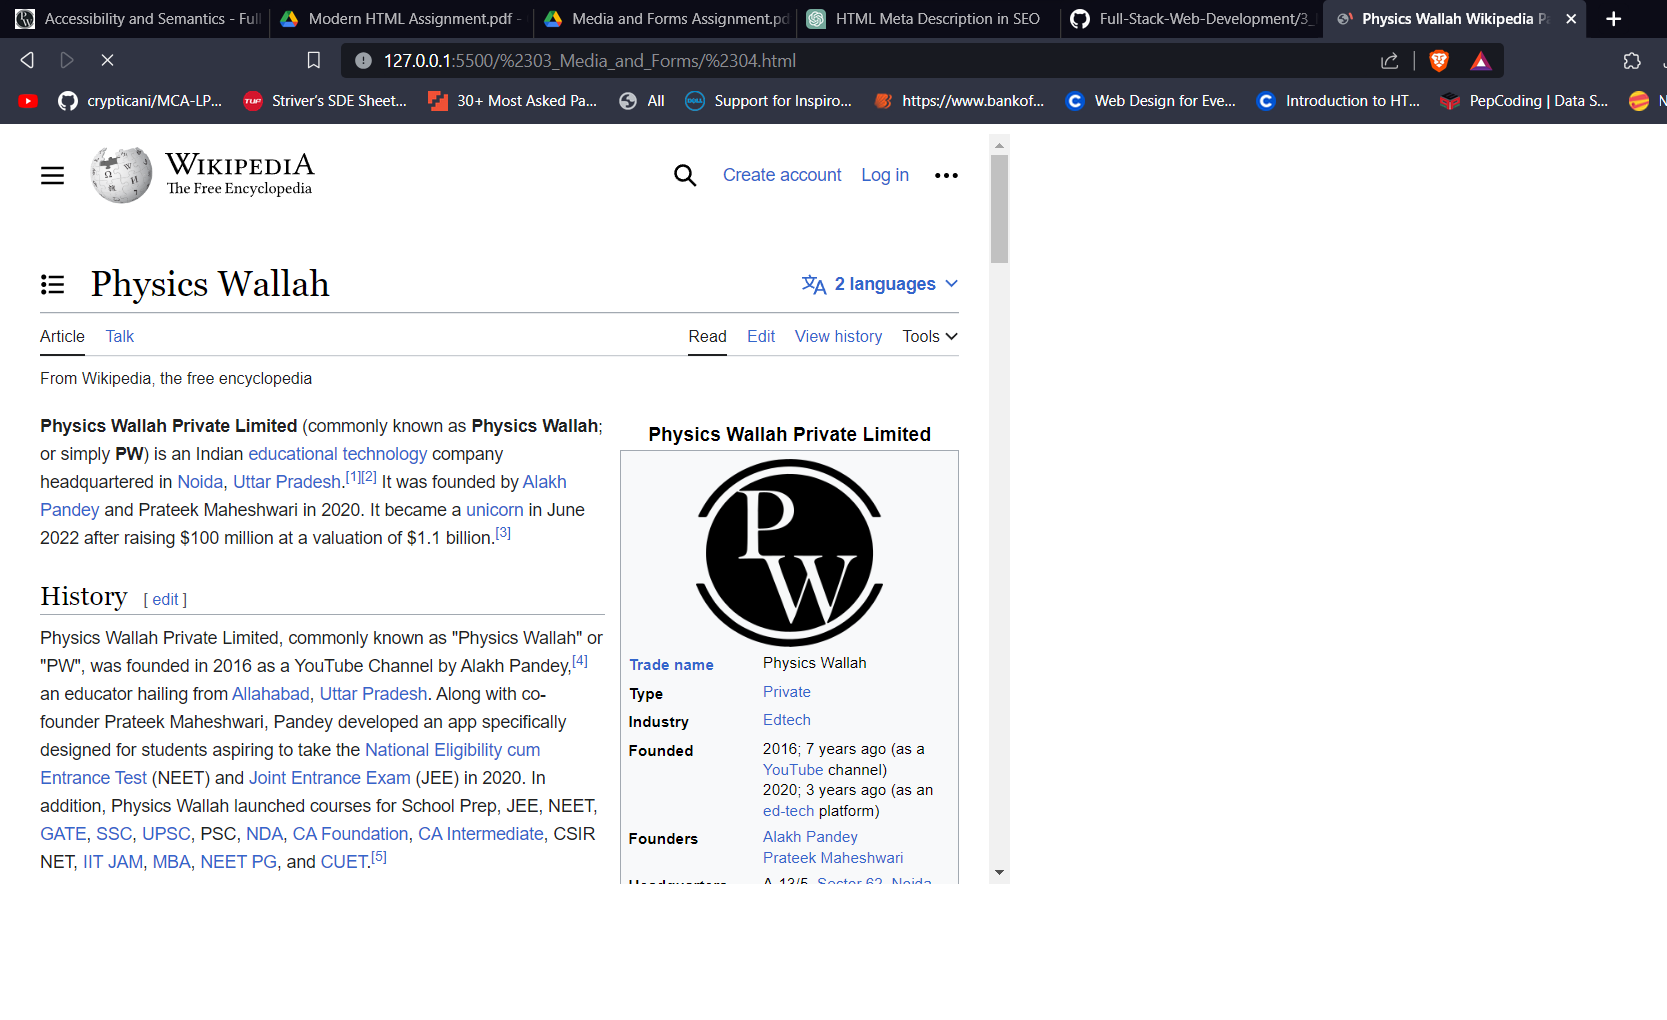 Accessibility and Semantics - Full
Modern HTML Assignment.pdf -
Media and Forms Assignment.pd
HTML Meta Description in SEO
Full-Stack-Web-Development/3_
Physics Wallah Wikipedia Pa
127.0.0.1:5500/%2303_Media_and_Forms/%2304.html
crypticani/MCA-LP...
TUF
Striver's SDE Sheet...
30+ Most Asked Pa...
All
DELL
Support for Inspiro...
https://www.bankof...
C
Web Design for Eve...
C
Introduction to HT...
PepCoding | Data S...
N
WIKIPEDIA
The Free Encyclopedia
Create account
Log in
Physics Wallah
2 languages
Article
Talk
Read
Edit
View history
Tools
From Wikipedia, the free encyclopedia
Physics Wallah Private Limited (commonly known as Physics Wallah;
or simply PW) is an Indian educational technology company
headquartered in Noida, Uttar Pradesh.[1][2] It was founded by Alakh
Pandey and Prateek Maheshwari in 2020. It became a unicorn in June
2022 after raising $100 million at a valuation of $1.1 billion.[3]
History [ edit ]
Physics Wallah Private Limited, commonly known as "Physics Wallah" or
"PW", was founded in 2016 as a YouTube Channel by Alakh Pandey,[4]
an educator hailing from Allahabad, Uttar Pradesh. Along with co-
founder Prateek Maheshwari, Pandey developed an app specifically
designed for students aspiring to take the National Eligibility cum
Entrance Test (NEET) and Joint Entrance Exam (JEE) in 2020. In
addition, Physics Wallah launched courses for School Prep, JEE, NEET,
GATE, SSC, UPSC, PSC, NDA, CA Foundation, CA Intermediate, CSIR
NET, IIT JAM, MBA, NEET PG, and CUET.[5]
Physics Wallah Private Limited
PW
Trade name Physics Wallah
Type Private
Industry Edtech
Founded 2016; 7 years ago (as a
YouTube channel)
2020; 3 years ago (as an
ed-tech platform)
Founders Alakh Pandey
Prateek Maheshwari
Headquarters A-13/5, Sector 62, Noida